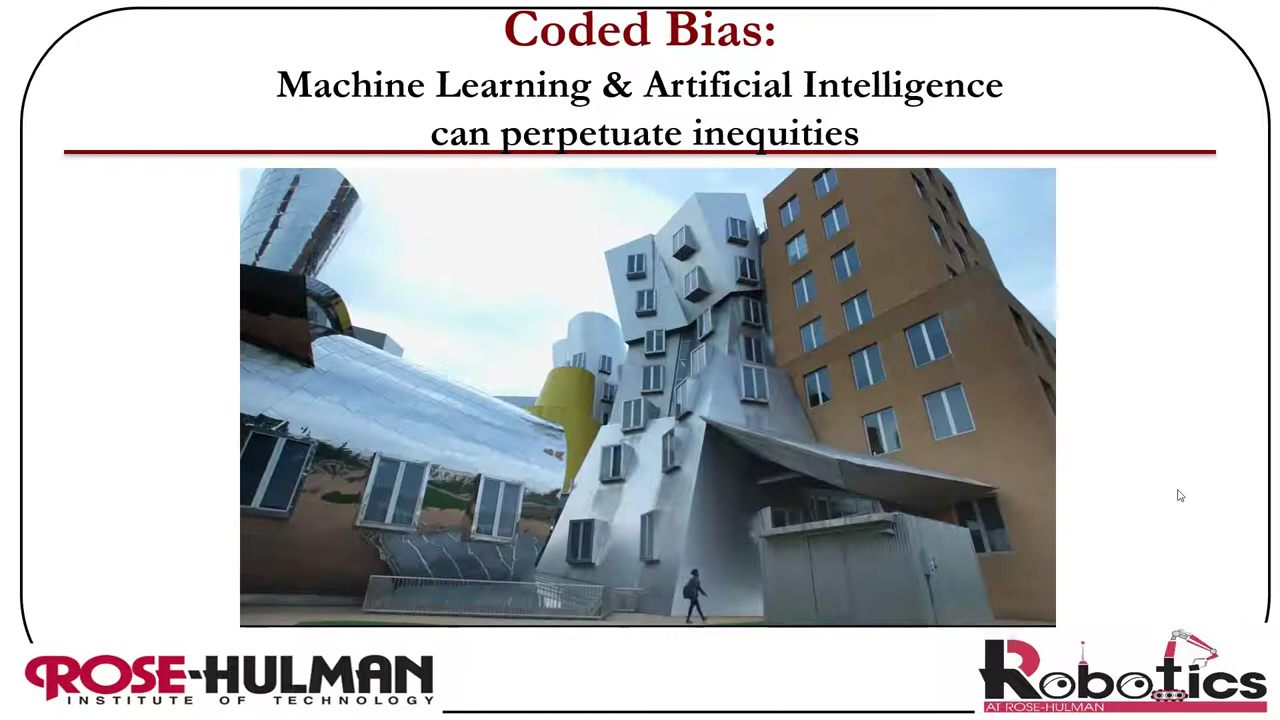 Coded Bias:
Machine Learning & Artificial Intelligence
can perpetuate inequities
ROSE-HULMAN
INSTITUTE OF TECHNOLOGY
Robotics
AT ROSE-HULMAN